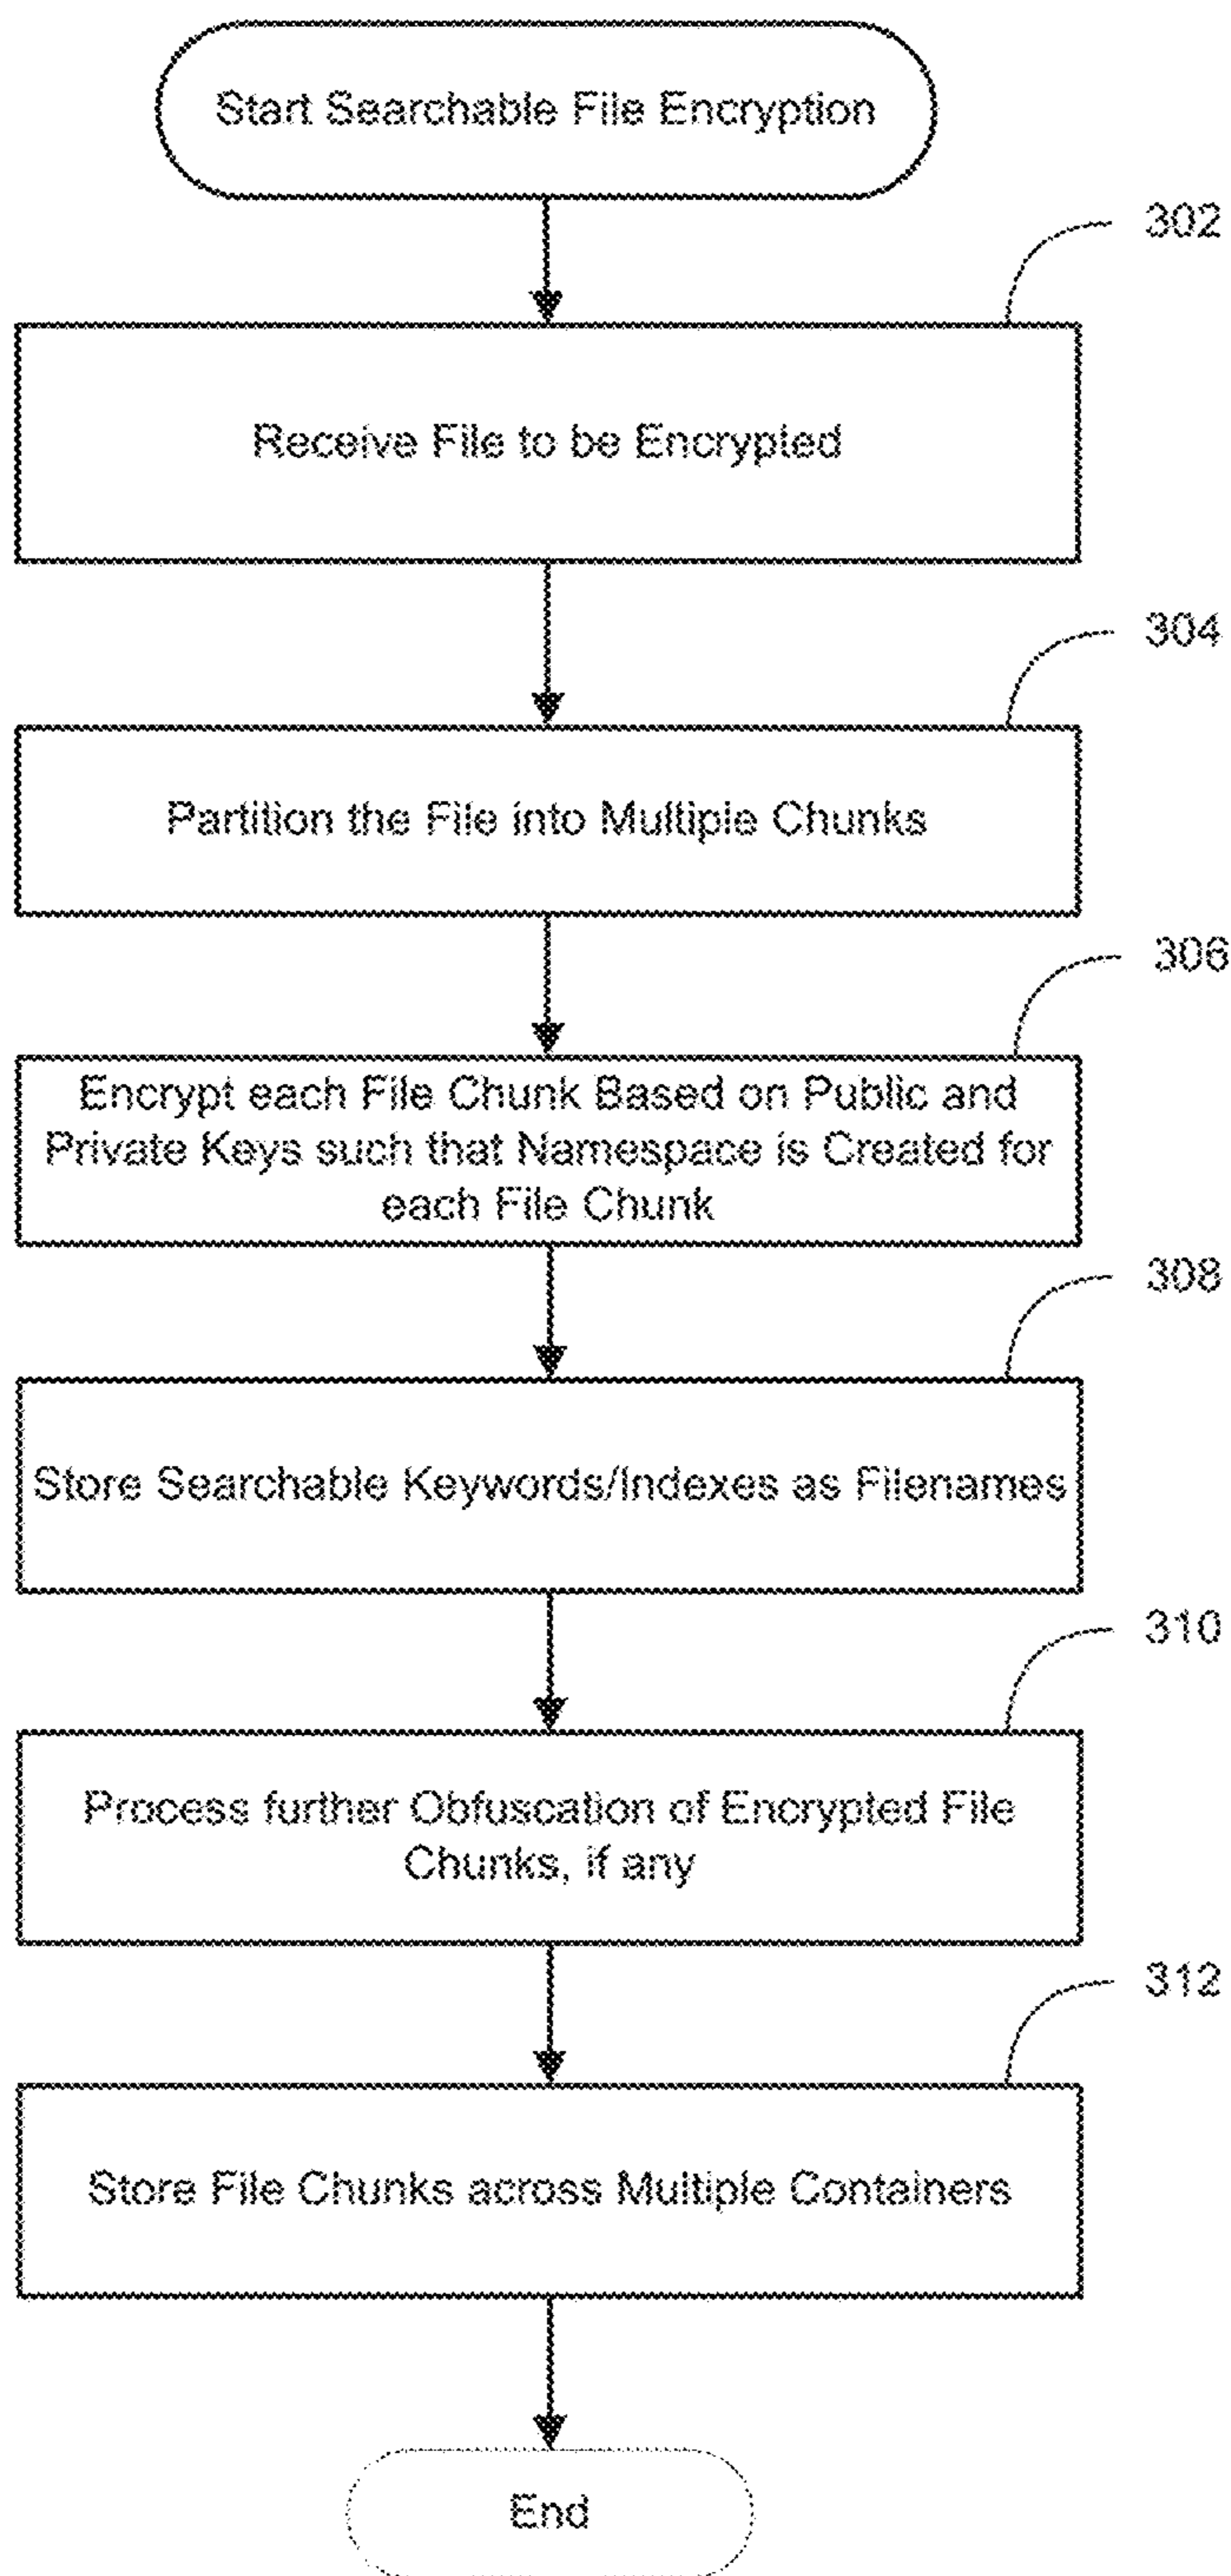 Start Searchable File Encryption
302
Receive File to be Encrypted
304
Partition the File into Multiple Chunks
306
Encrypt each File Chunk Based on Public and
Private Keys such that Namespace is Created for
each File Chunk
308
Store Searchable Keywords/Indexes as Filenames
310
Process further Obfuscation of Encrypted File
Chunks, if any
312
Store File Chunks across Multiple Containers
End